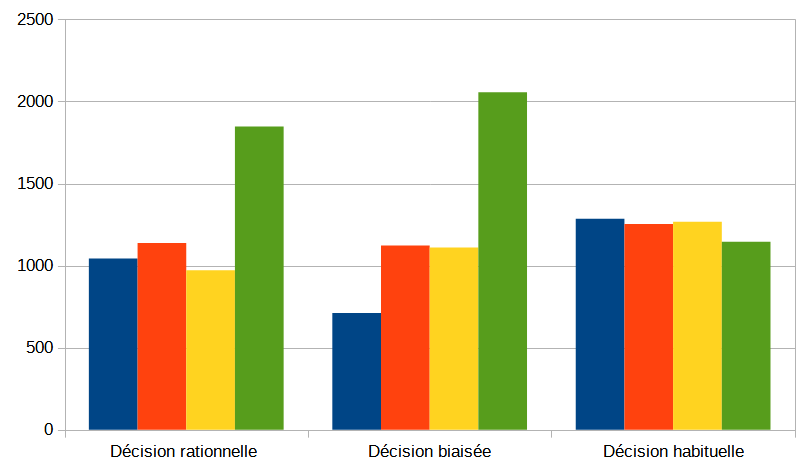 2500
2000
1500
1000
500
0
Décision rationnelle
Décision biaisée
Décision habituelle